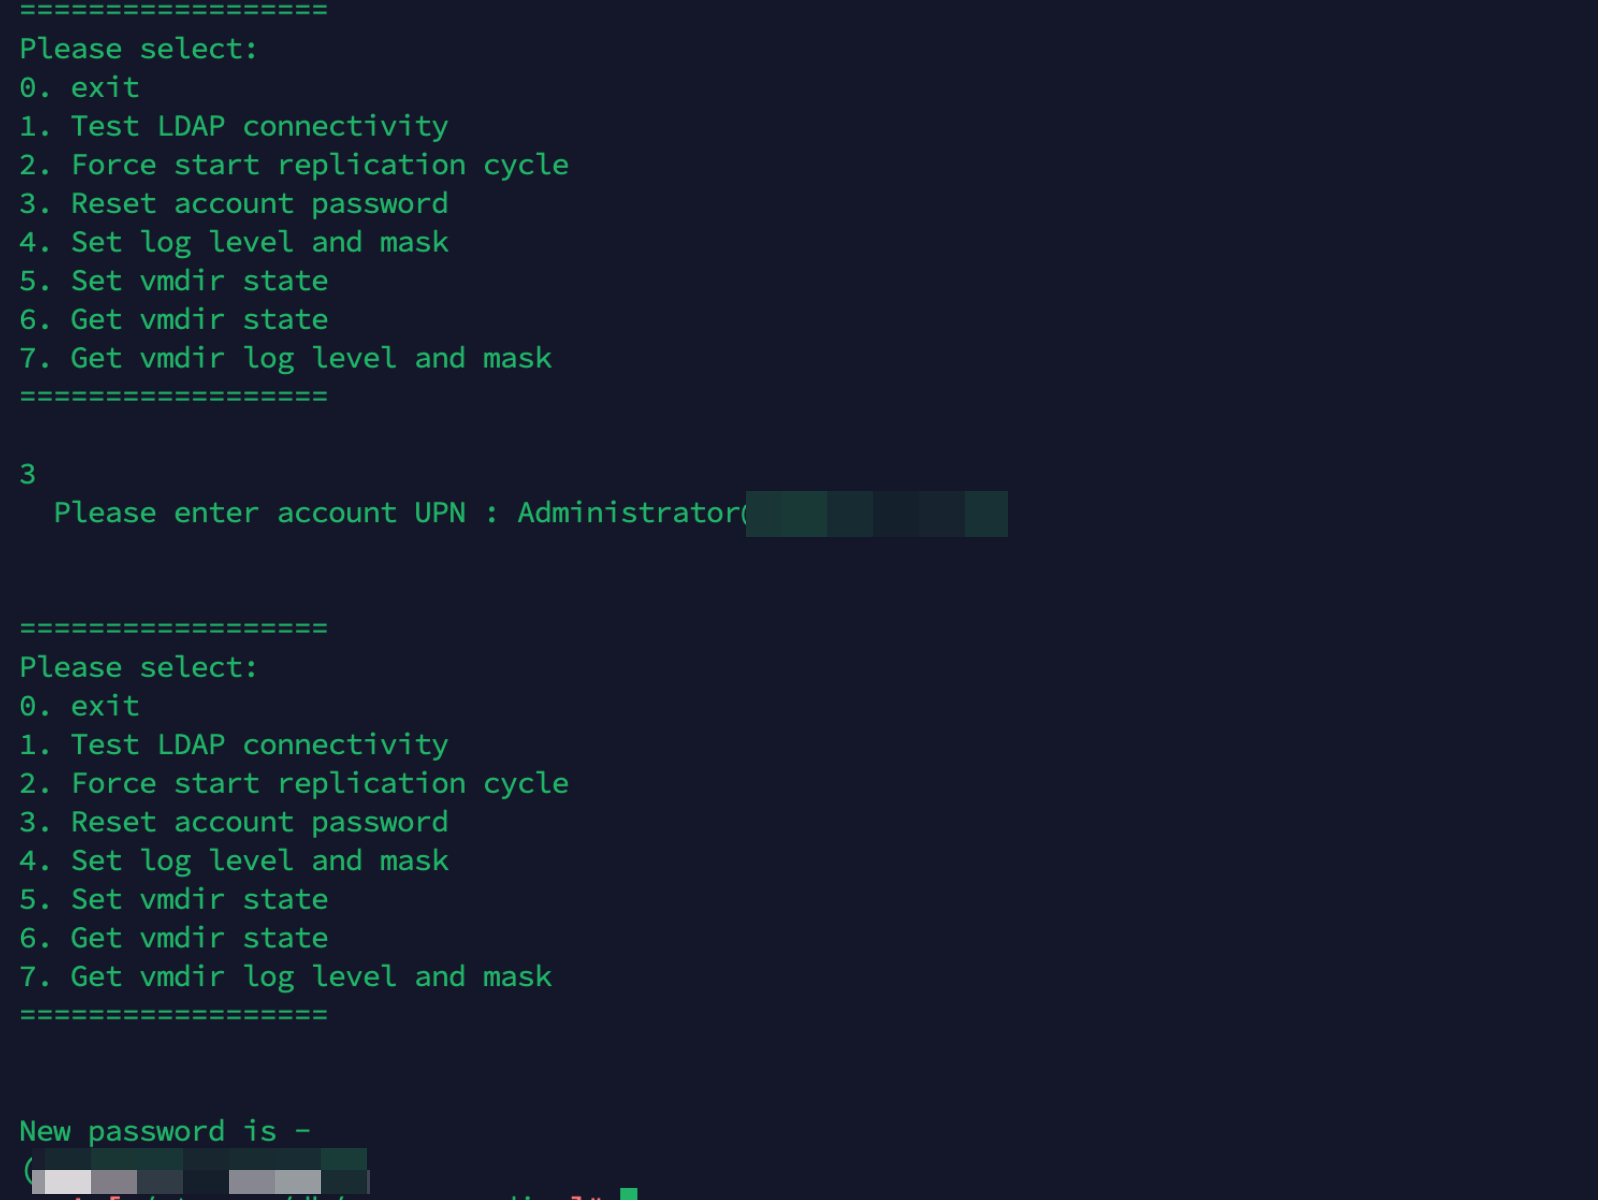 ==================
Please select:
0. exit
1. Test LDAP connectivity
2. Force start replication cycle
3. Reset account password
4. Set log level and mask
5. Set vmdir state
6. Get vmdir state
7. Get vmdir log level and mask
==================
3
Please enter account UPN : Administrator@
==================
Please select:
0. exit
1. Test LDAP connectivity
2. Force start replication cycle
3. Reset account password
4. Set log level and mask
5. Set vmdir state
6. Get vmdir state
7. Get vmdir log level and mask
==================
New password is -
(